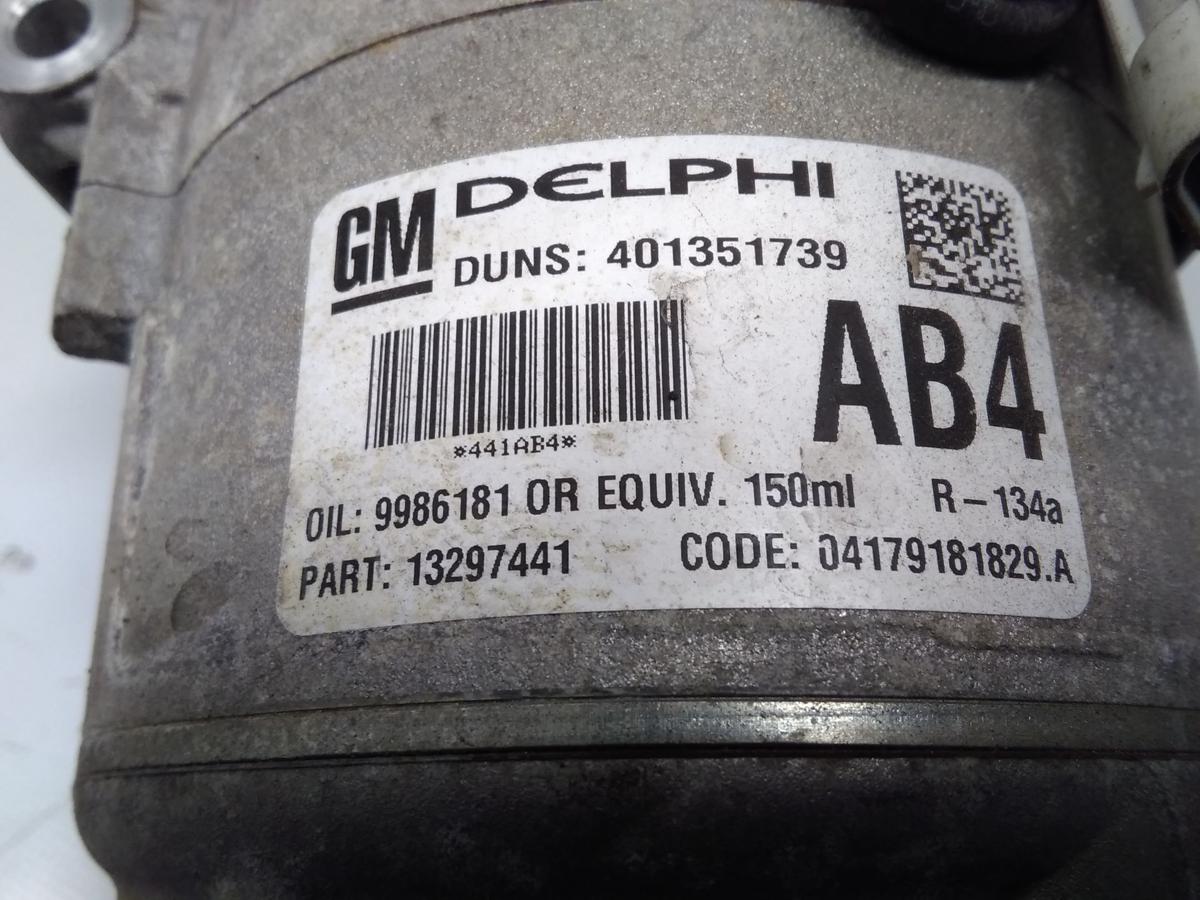 GM DELPHI
DUNS: 401351739
AB4
*441AB4*
OIL: 9986181 OR EQUIV. 150ml R-134a
PART: 13297441 CODE: 04179181829.A